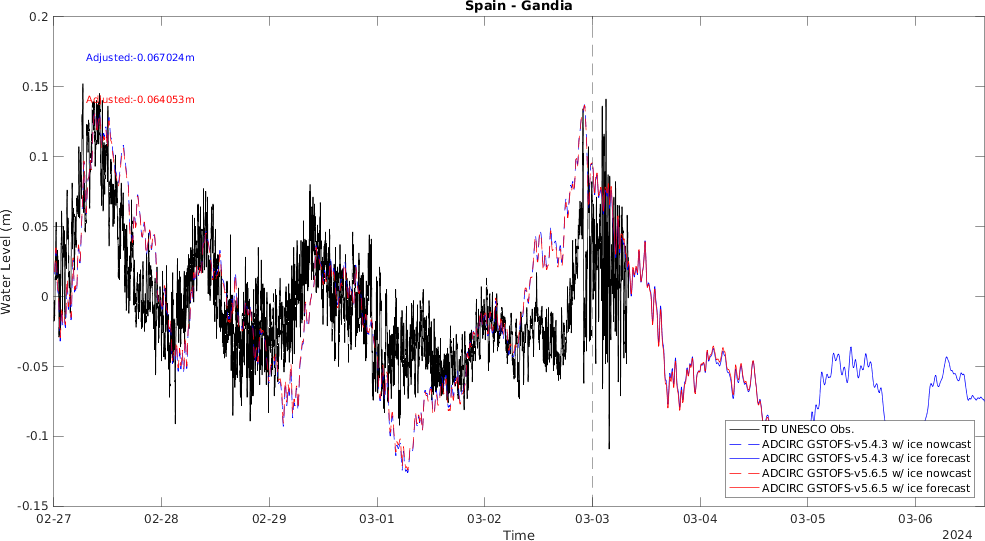 Spain - Gandia
0.2
0.15
0.1
0.05
0
-0.05
-0.1
-0.15
Water Level (m)
Adjusted:-0.067024m
Adjusted:-0.064053m
TD UNESCO Obs.
ADCIRC GSTOFS-v5.4.3 w/ ice nowcast
ADCIRC GSTOFS-v5.4.3 w/ ice forecast
ADCIRC GSTOFS-v5.6.5 w/ ice nowcast
ADCIRC GSTOFS-v5.6.5 w/ ice forecast
02-27 02-28 02-29 03-01 03-02 03-03 03-04 03-05 03-06
Time
2024